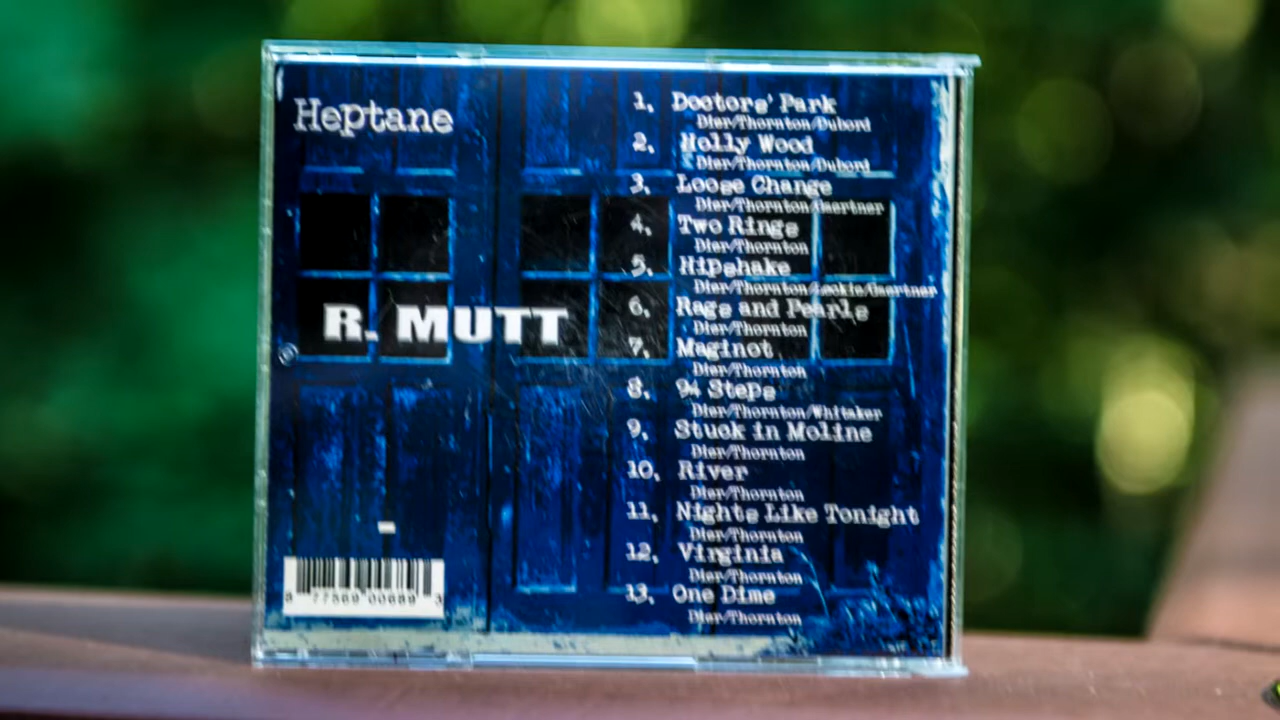 Heptane
R. MUTT
1. Doctors' Park
Dier/Thornton/Dubord
2. Holly Wood
Dier/Thornton/Dubord
3. Loose Change
Dier/Thornton/Gaertner
4. Two Rings
Dier/Thornton
5. Hipshake
Dier/Thornton/Leckie/Gaertner
6. Rags and Pearls
Dier/Thornton
7. Maginot
Dier/Thornton
8. 94 Steps
Dier/Thornton/Whitaker
9. Stuck in Moline
Dier/Thornton
10. River
Dier/Thornton
11. Nights Like Tonight
Dier/Thornton
12. Virginia
Dier/Thornton
13. One Dime
Dier/Thornton